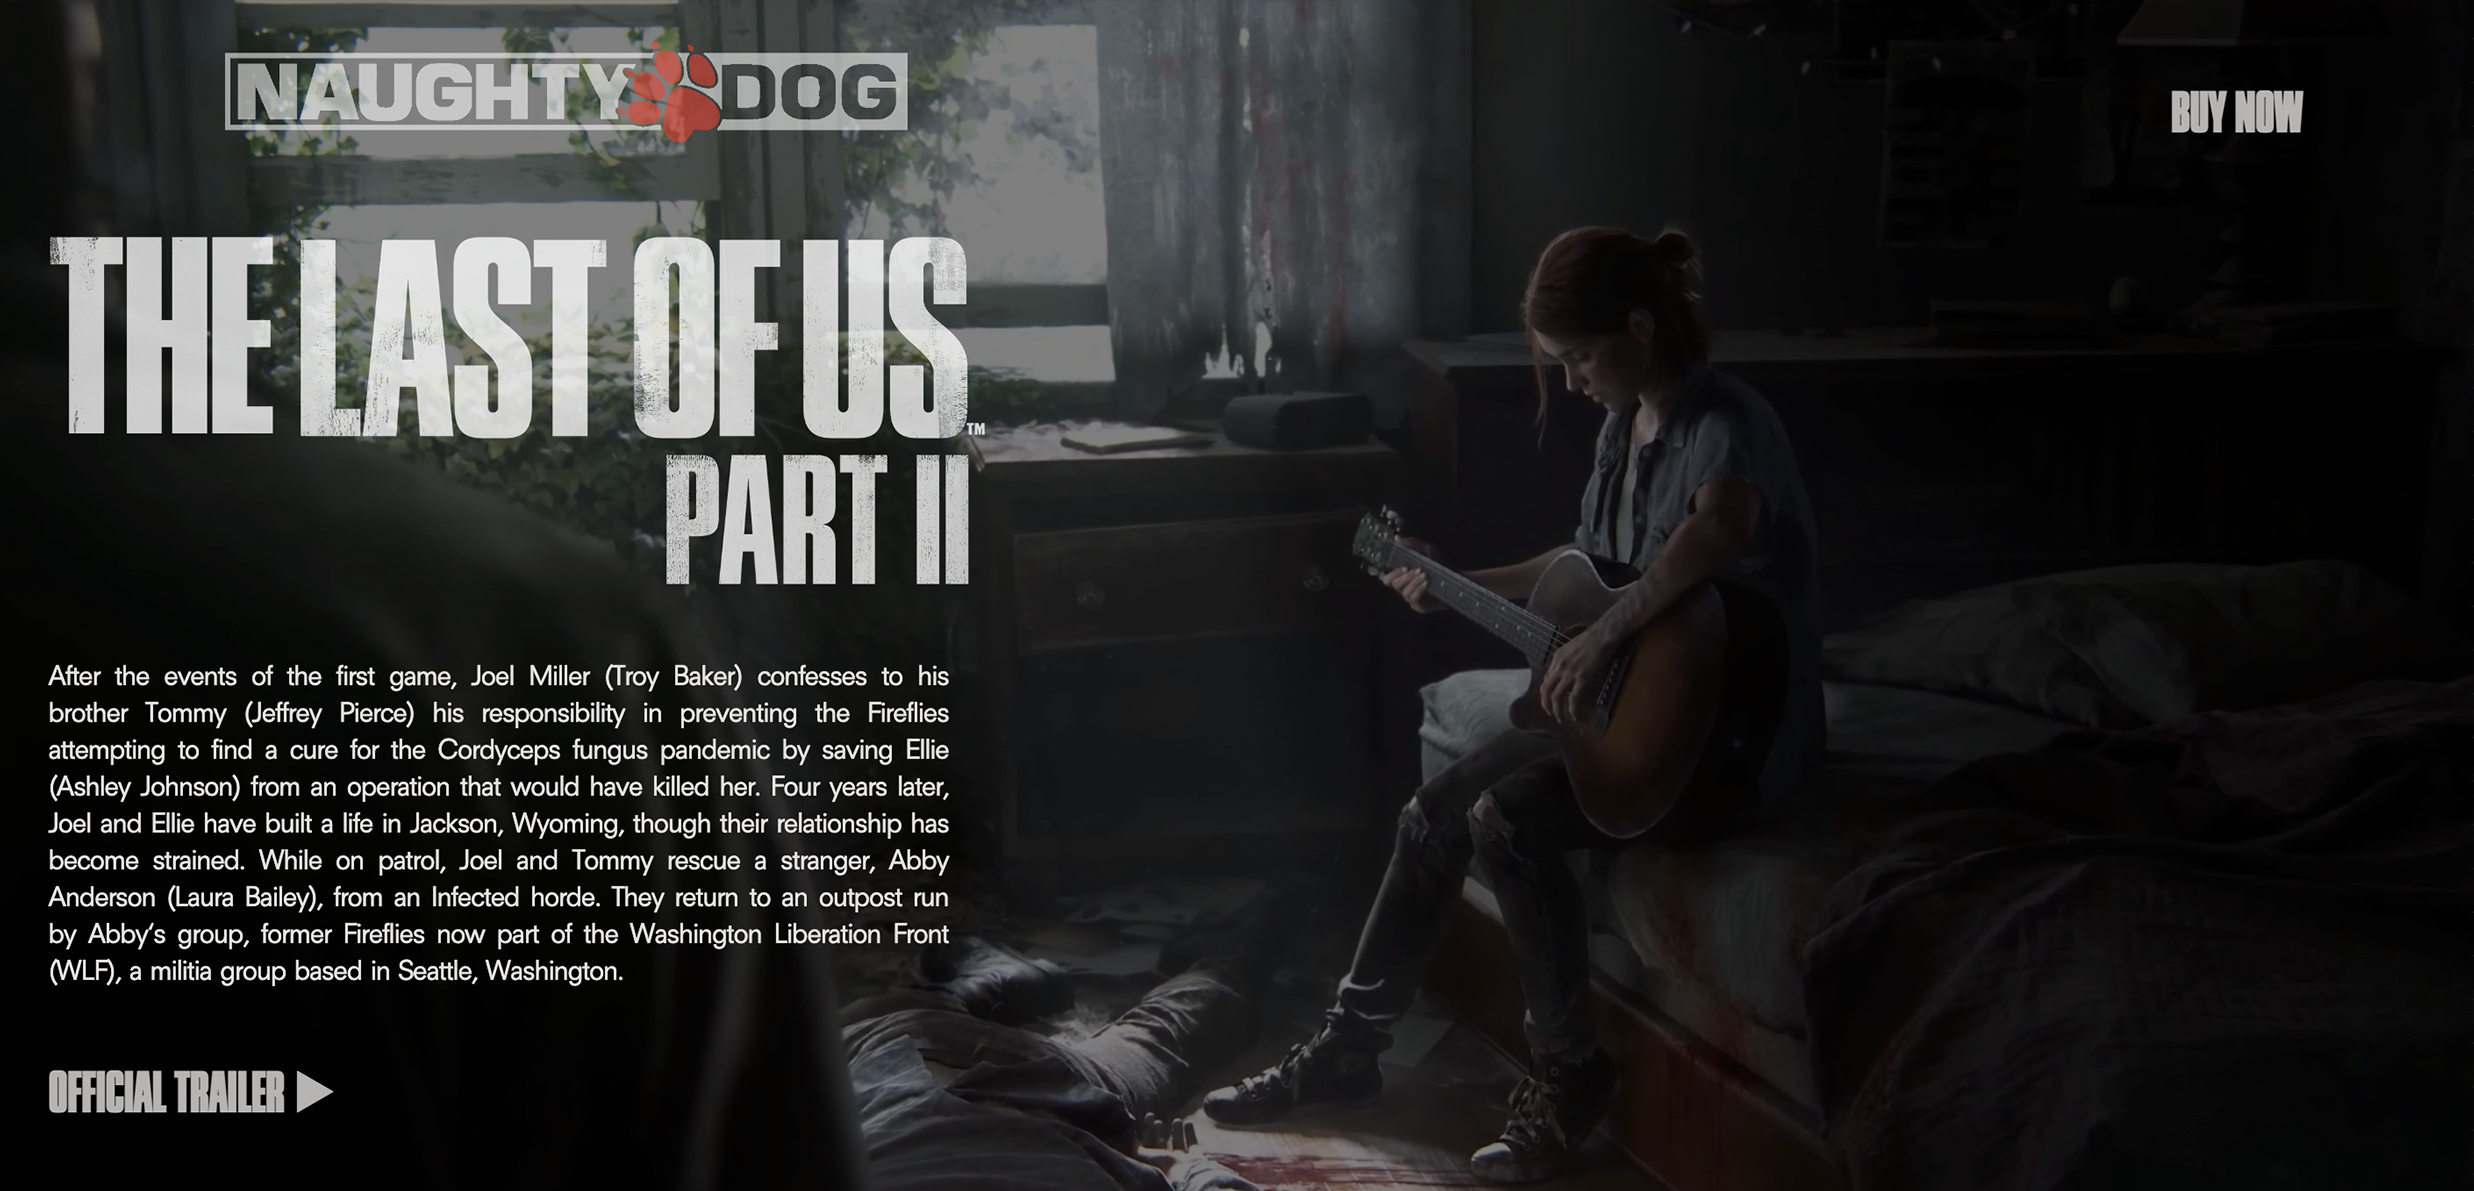 NAUGHTY DOG
BUY NOW
THE LAST OF US™
PART II
After the events of the first game, Joel Miller (Troy Baker) confesses to his
brother Tommy (Jeffrey Pierce) his responsibility in preventing the Fireflies
attempting to find a cure for the Cordyceps fungus pandemic by saving Ellie
(Ashley Johnson) from an operation that would have killed her. Four years later,
Joel and Ellie have built a life in Jackson, Wyoming, though their relationship has
become strained. While on patrol, Joel and Tommy rescue a stranger, Abby
Anderson (Laura Bailey), from an Infected horde. They return to an outpost run
by Abby’s group, former Fireflies now part of the Washington Liberation Front
(WLF), a militia group based in Seattle, Washington.
OFFICIAL TRAILER